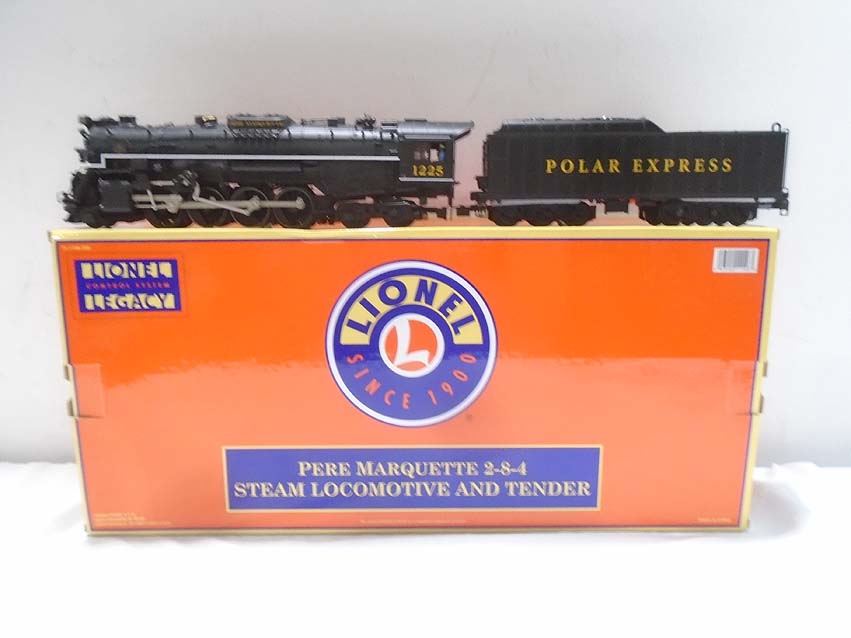 1225
POLAR EXPRESS
LIONEL
CONTROL SYSTEM
LEGACY
LIONEL
L
SINCE 1900
®
PERE MARQUETTE 2-8-4
STEAM LOCOMOTIVE AND TENDER